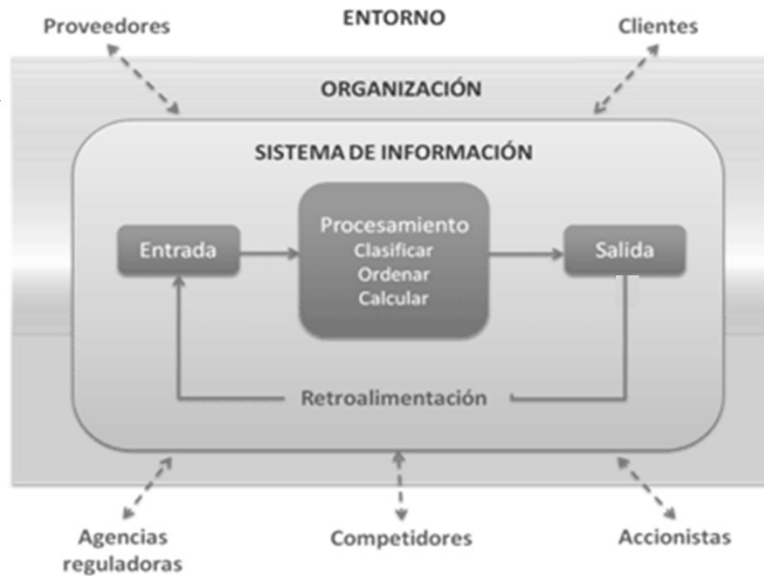 ENTORNO
Proveedores
Clientes
ORGANIZACIÓN
SISTEMA DE INFORMACIÓN
Entrada
Procesamiento
Clasificar
Ordenar
Calcular
Salida
Retroalimentación
Agencias
reguladoras
Competidores
Accionistas